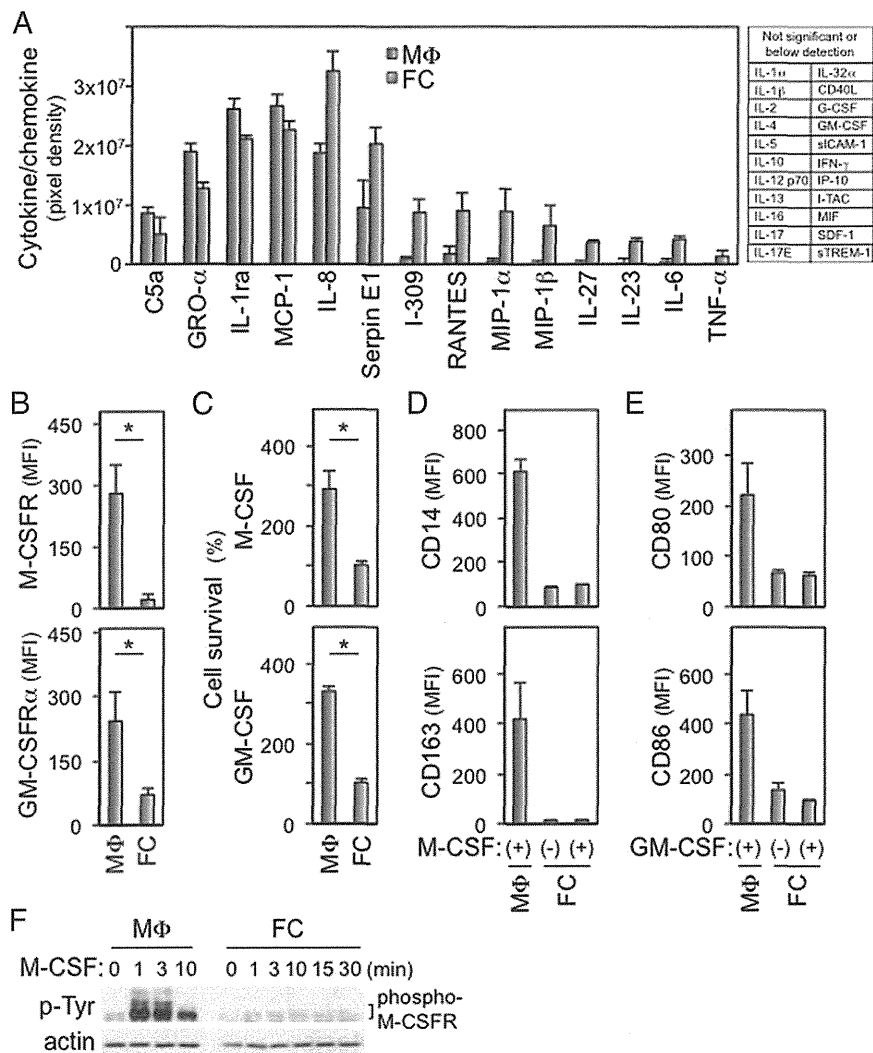 A
Cytokine/chemokine
(pixel density)
3x10⁷
2x10⁷
1x10⁷
0
MΦ
FC
C5a
GRO-α
IL-1ra
MCP-1
IL-8
Serpin E1
I-309
RANTES
MIP-1α
MIP-1β
IL-27
IL-23
IL-6
TNF-α
Not significant or
below detection
IL-1α IL-32α
IL-1β CD40L
IL-2 G-CSF
IL-4 GM-CSF
IL-5 sICAM-1
IL-10 IFN-γ
IL-12 p70 IP-10
IL-13 I-TAC
IL-16 MIF
IL-17 SDF-1
IL-17E sTREM-1
B
M-CSFR (MFI)
450
300
150
0
*
GM-CSFRα (MFI)
450
300
150
0
*
MΦ
FC
C
Cell survival (%)
M-CSF
400
200
0
*
GM-CSF
400
200
0
*
MΦ
FC
D
CD14 (MFI)
800
600
400
200
0
CD163 (MFI)
600
400
200
0
M-CSF: (+) (-) (+)
MΦ
FC
E
CD80 (MFI)
300
200
100
0
CD86 (MFI)
600
400
200
0
GM-CSF: (+) (-) (+)
MΦ
FC
F
MΦ FC
M-CSF: 0 1 3 10 0 1 3 10 15 30 (min)
p-Tyr
phospho-
M-CSFR
actin